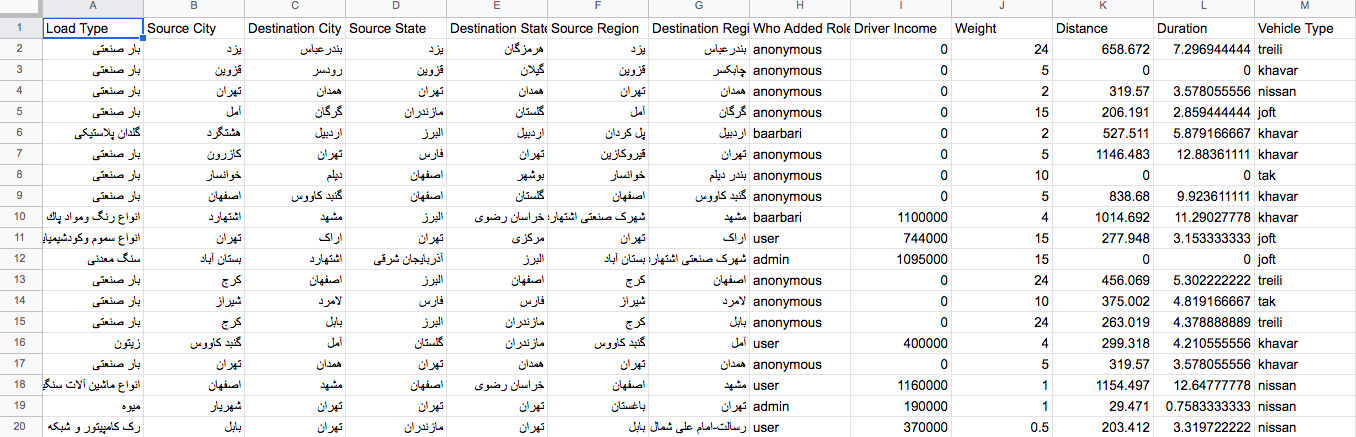 A B C D E F G H I J K L M
1 Load Type Source City Destination City Source State Destination State Source Region Destination Regi Who Added Role Driver Income Weight Distance Duration Vehicle Type
2 بار صنعتی یزد بندرعباس یزد هرمزگان یزد بندرعباس anonymous 0 24 658.672 7.296944444 treili
3 بار صنعتی قزوین رودسر قزوین گیلان قزوین چابکسر anonymous 0 5 0 0 khavar
4 بار صنعتی تهران همدان تهران همدان تهران همدان anonymous 0 2 319.57 3.578055556 nissan
5 بار صنعتی آمل گرگان مازندران گلستان آمل گرگان anonymous 0 15 206.191 2.859444444 joft
6 گلدان پلاستیکی هشتگرد اردبیل البرز اردبیل پل کردان اردبیل baarbari 0 2 527.511 5.879166667 khavar
7 بار صنعتی کازرون تهران فارس تهران قیروکازین تهران anonymous 0 5 1146.483 12.88361111 khavar
8 بار صنعتی خوانسار دیلم اصفهان بوشهر خوانسار بندر دیلم anonymous 0 10 0 0 tak
9 بار صنعتی اصفهان گنبد کاووس اصفهان گلستان اصفهان گنبد کاووس anonymous 0 5 838.68 9.923611111 khavar
10 انواع رنگ ومواد پاك اشتهارد مشهد البرز خراسان رضوی شهرک صنعتی اشتهارد مشهد baarbari 1100000 4 1014.692 11.29027778 khavar
11 انواع سموم وکودشیمیایی تهران اراک تهران مرکزی تهران اراک user 744000 15 277.948 3.153333333 joft
12 سنگ معدنی بستان آباد اشتهارد آذربایجان شرقی البرز بستان آباد شهرک صنعتی اشتهارد admin 1095000 15 0 0 joft
13 بار صنعتی کرج اصفهان البرز اصفهان کرج اصفهان anonymous 0 24 456.069 5.302222222 treili
14 بار صنعتی شیراز لامرد فارس فارس شیراز لامرد anonymous 0 10 375.002 4.819166667 tak
15 بار صنعتی کرج بابل البرز مازندران کرج بابل anonymous 0 24 263.019 4.378888889 treili
16 زیتون گنبد کاووس آمل گلستان مازندران گنبد کاووس آمل user 400000 4 299.318 4.210555556 khavar
17 بار صنعتی تهران همدان تهران همدان تهران همدان anonymous 0 5 319.57 3.578055556 khavar
18 انواع ماشین آلات سنگی اصفهان مشهد اصفهان خراسان رضوی اصفهان مشهد user 1160000 1 1154.497 12.64777778 nissan
19 میوه شهریار تهران تهران تهران باغستان تهران admin 190000 1 29.471 0.7583333333 nissan
20 رک کامپیتور و شبکه بابل تهران مازندران تهران بابل رسالت-امام علی شمال user 370000 0.5 203.412 3.319722222 nissan